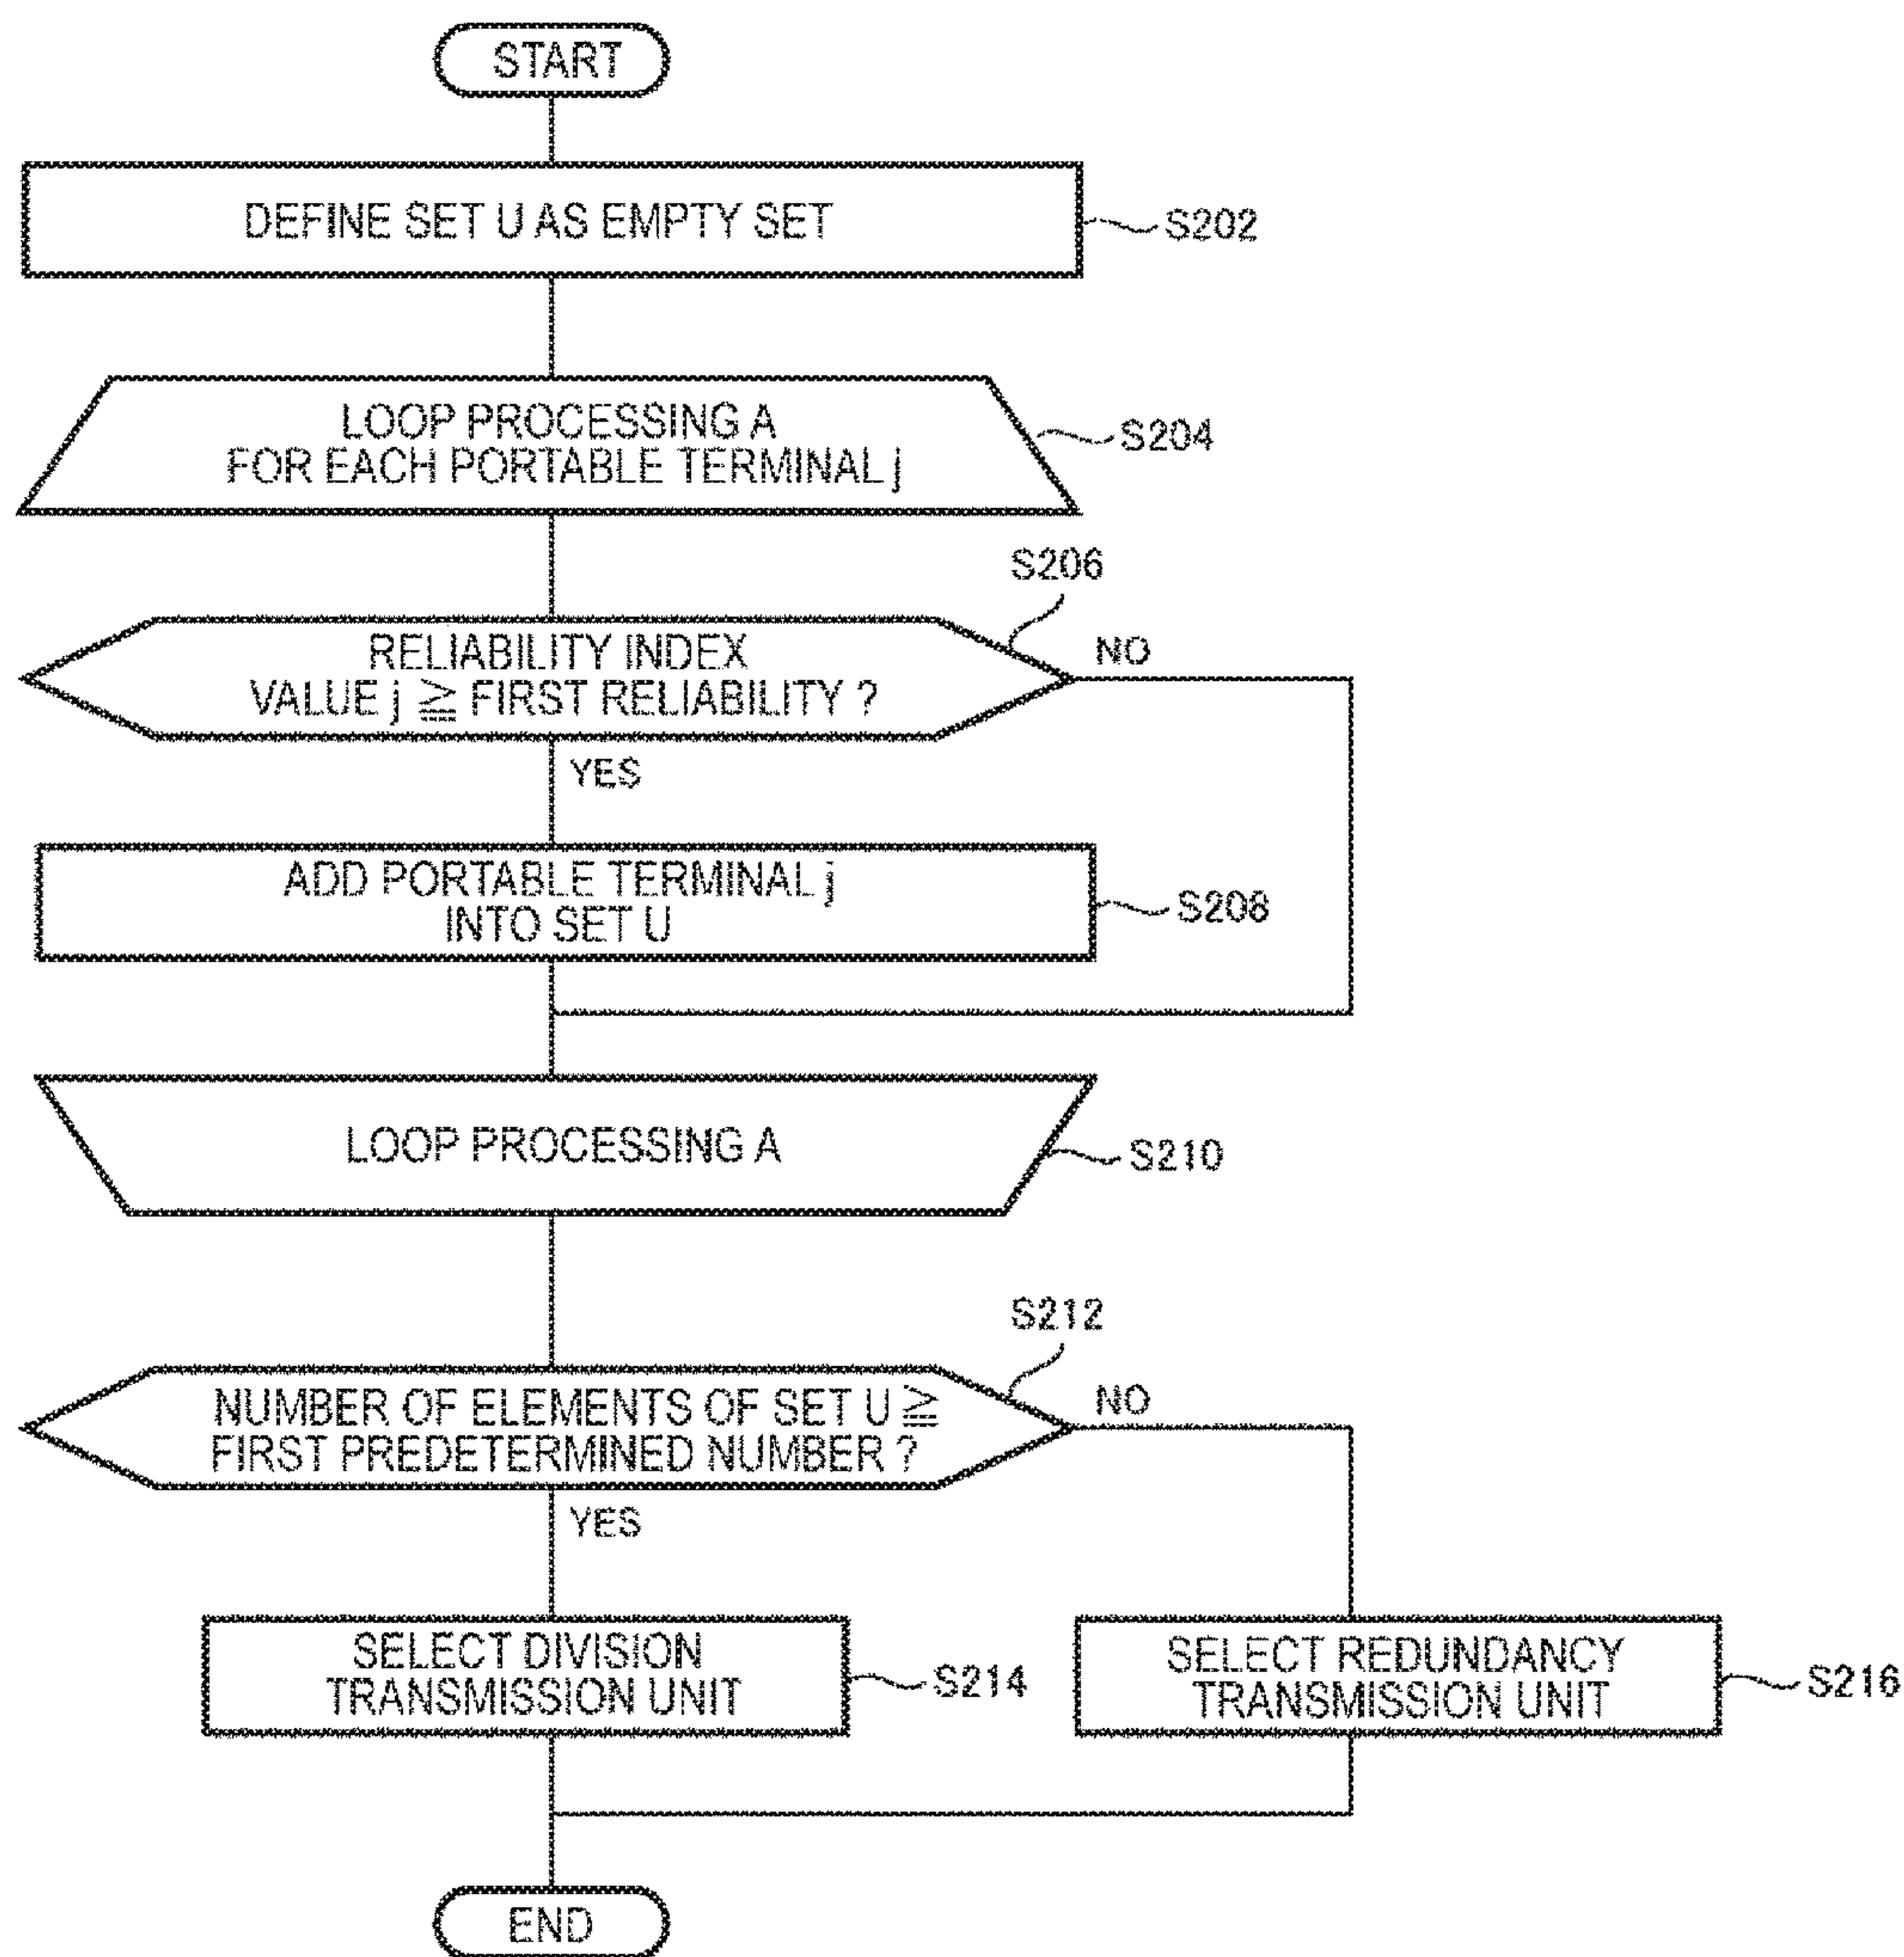 START
DEFINE SET U AS EMPTY SET
S202
LOOP PROCESSING A
FOR EACH PORTABLE TERMINAL j
S204
S206
RELIABILITY INDEX
VALUE j ≧ FIRST RELIABILITY ?
NO
YES
ADD PORTABLE TERMINAL j
INTO SET U
S208
LOOP PROCESSING A
S210
S212
NUMBER OF ELEMENTS OF SET U ≧
FIRST PREDETERMINED NUMBER ?
NO
YES
SELECT DIVISION
TRANSMISSION UNIT
S214
SELECT REDUNDANCY
TRANSMISSION UNIT
S216
END